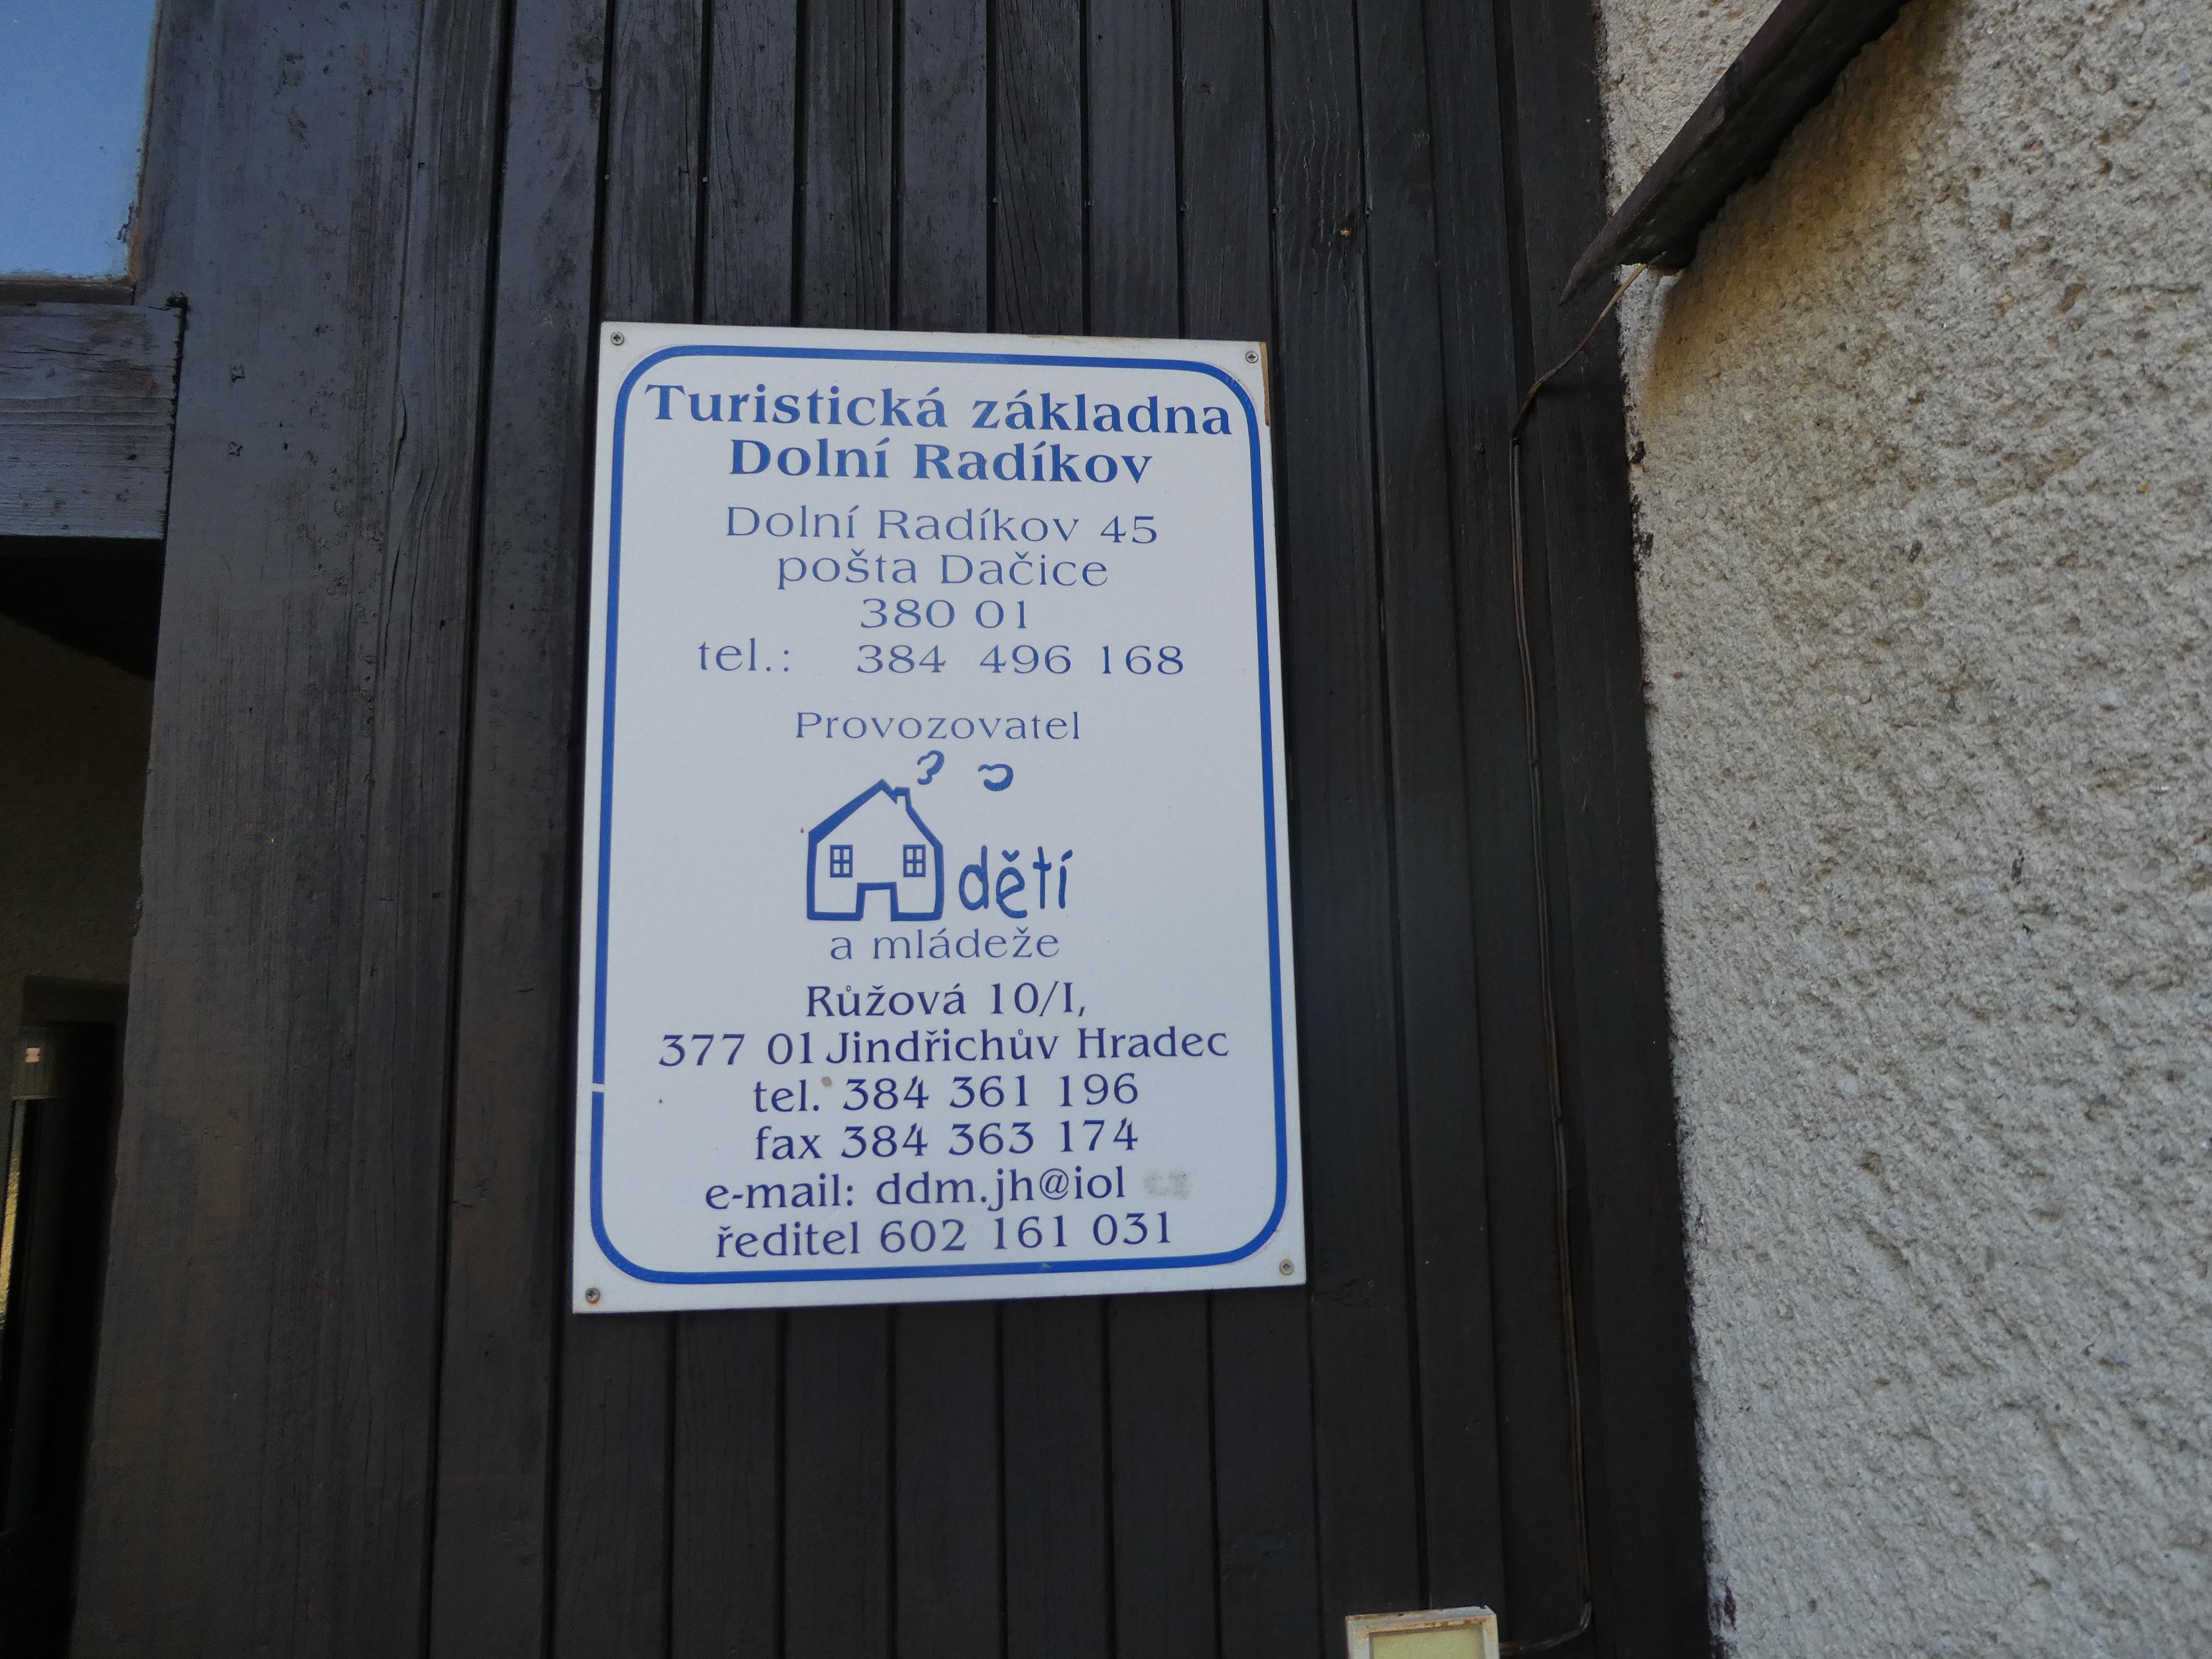 Turistická základna
Dolní Radíkov
Dolní Radíkov 45
pošta Dačice
380 01
tel.: 384 496 168
Provozovatel
dětí
a mládeže
Růžová 10/I,
377 01 Jindřichův Hradec
tel. 384 361 196
fax 384 363 174
e-mail: ddm.jh@iol
ředitel 602 161 031